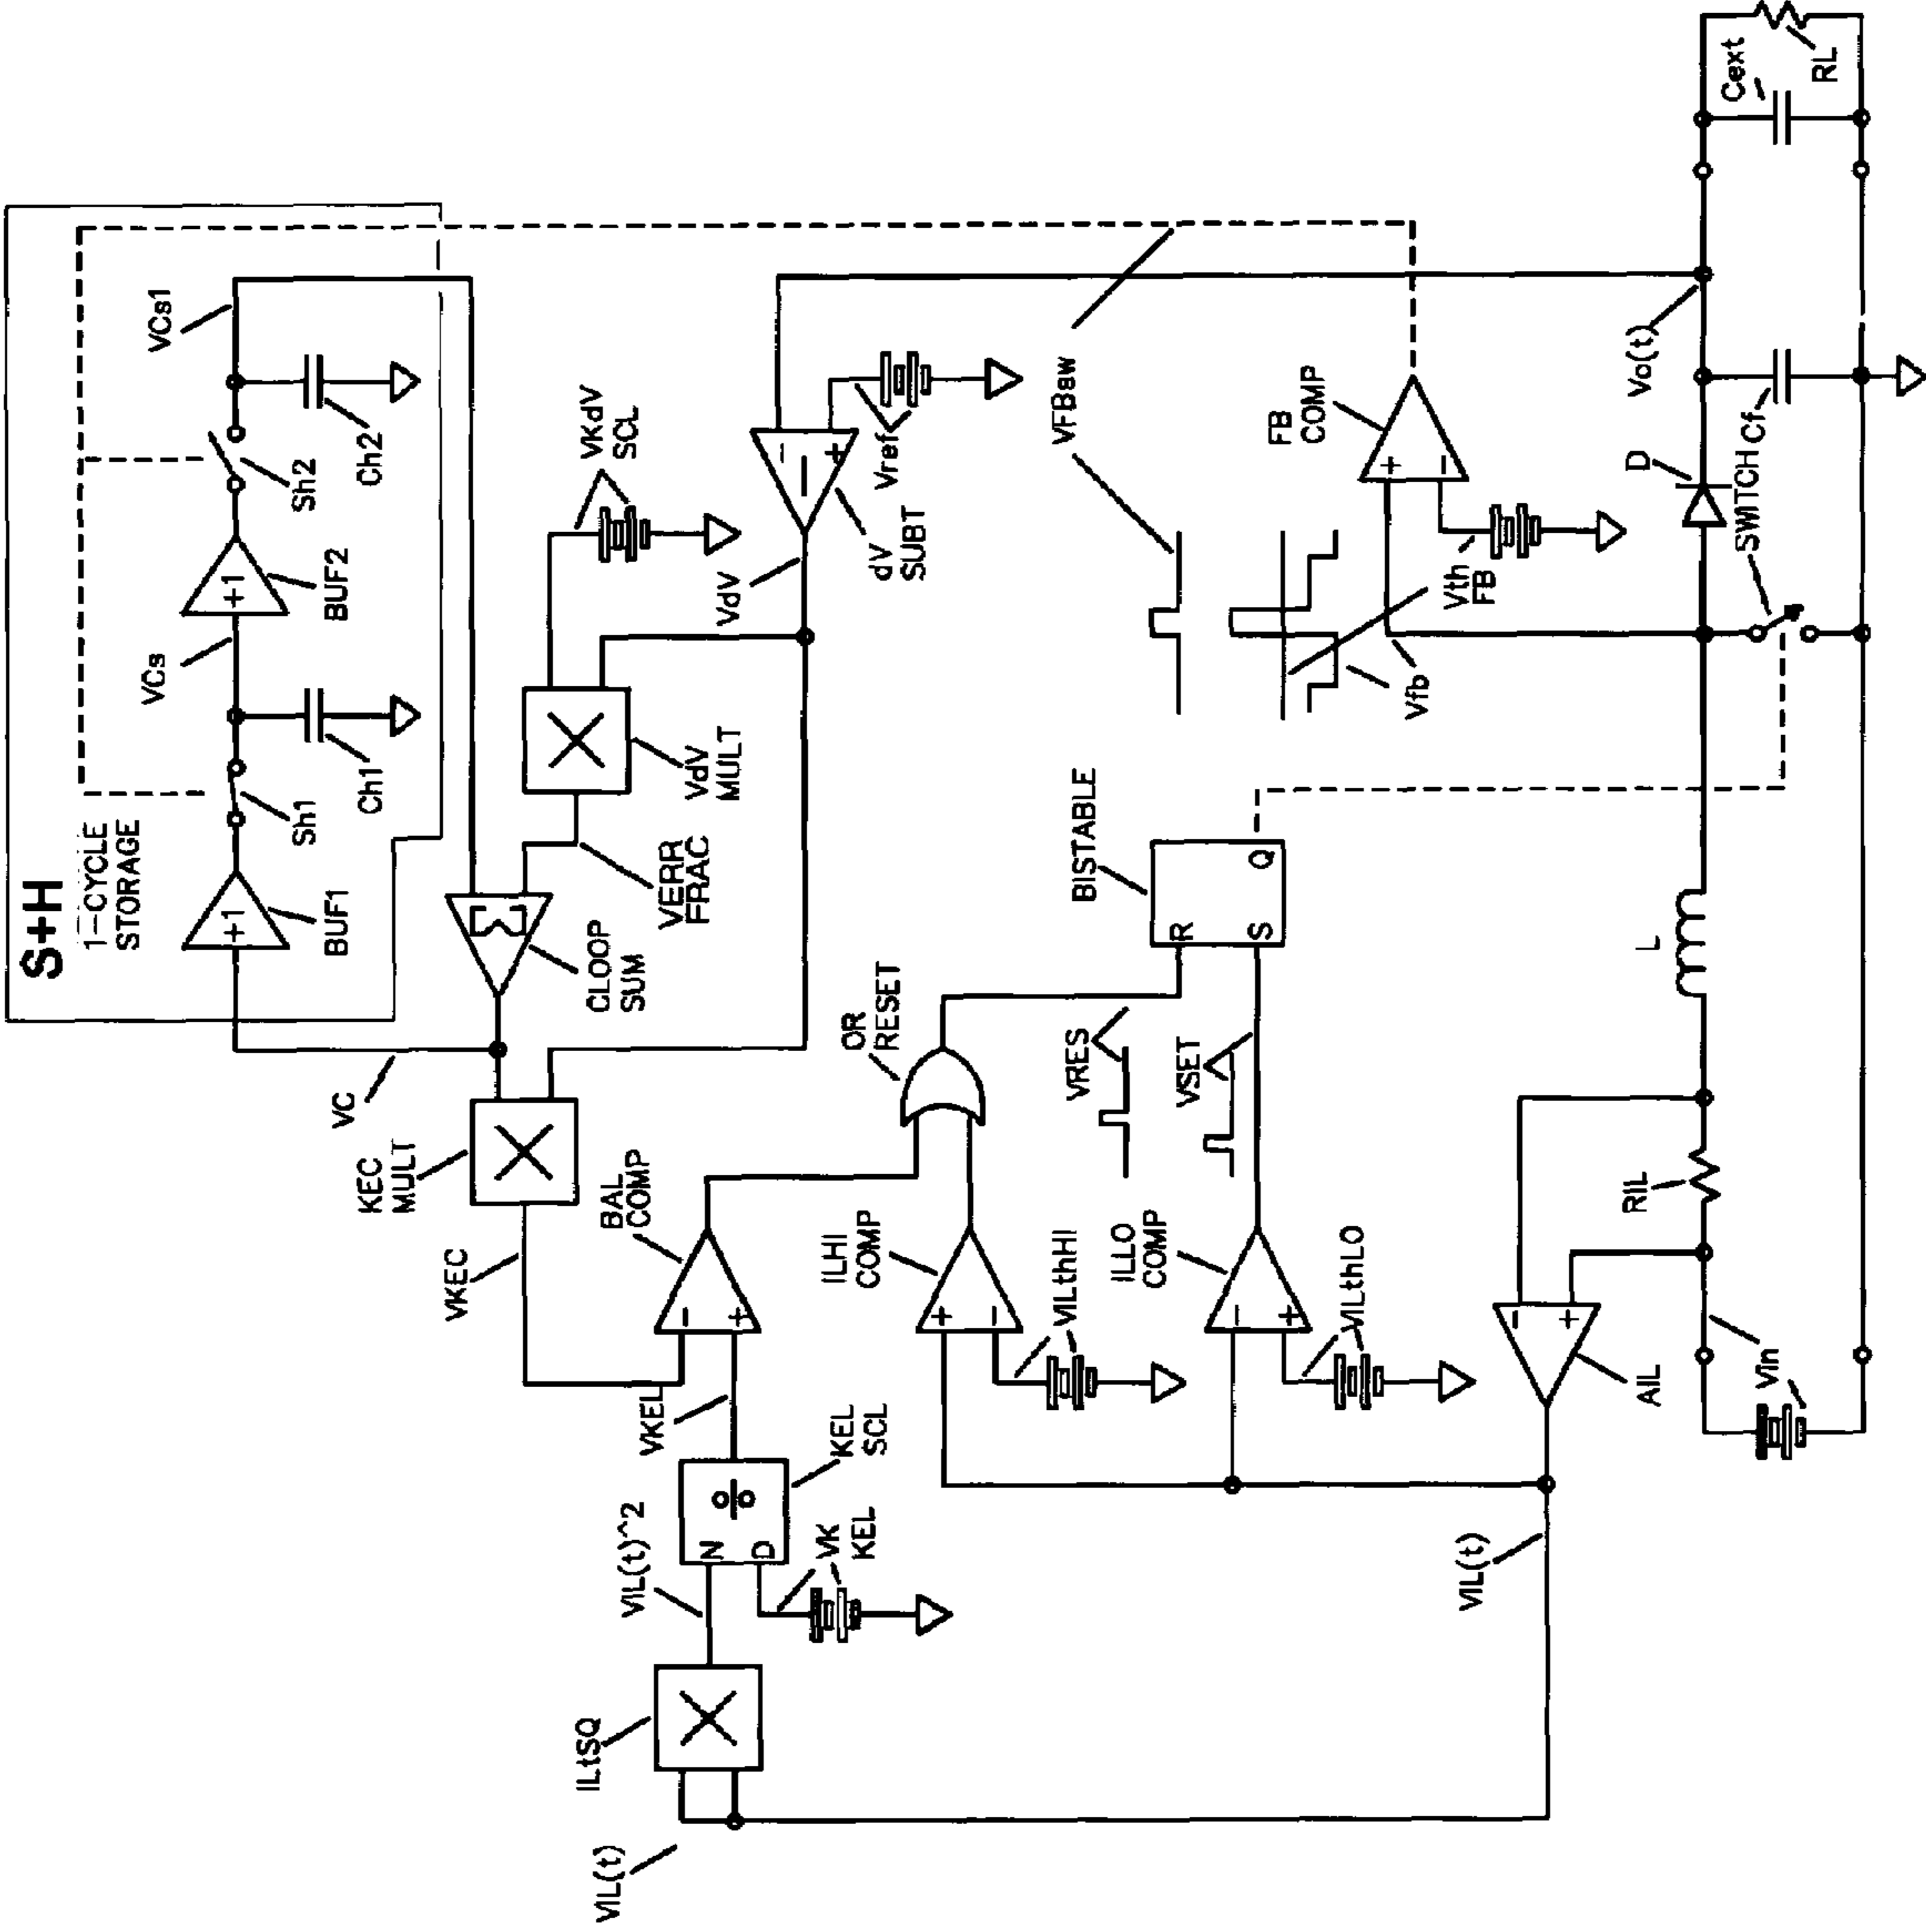 S+H
1-CYCLE
STORAGE
VCs
VCs1
+1
+1
Sh1
Sh2
BUF1
BUF2
Ch1
Ch2
VC
KEC
MULT
VKEC
CLOOP
SUM
VKdV
SCL
VERR
FRAC
VdV
MULT
VdV
-
-
+
Vref
dV
SUBT
ILtSQ
VIL(t)
VIL(t)^2
BAL
COMP
VKEL
-
+
N
D
÷
VK
KEL
KEL
SCL
ILHI
COMP
OR
RESET
+
-
VILthHI
VRES
VSET
BISTABLE
R
S
Q
VFBsw
ILLO
COMP
-
+
VILthLO
FB
COMP
+
-
Vfb
Vth
FB
VIL(t)
-
+
AIL
RIL
L
D
Vo(t)
Vin
SWITCH
Cf
Cext
RL